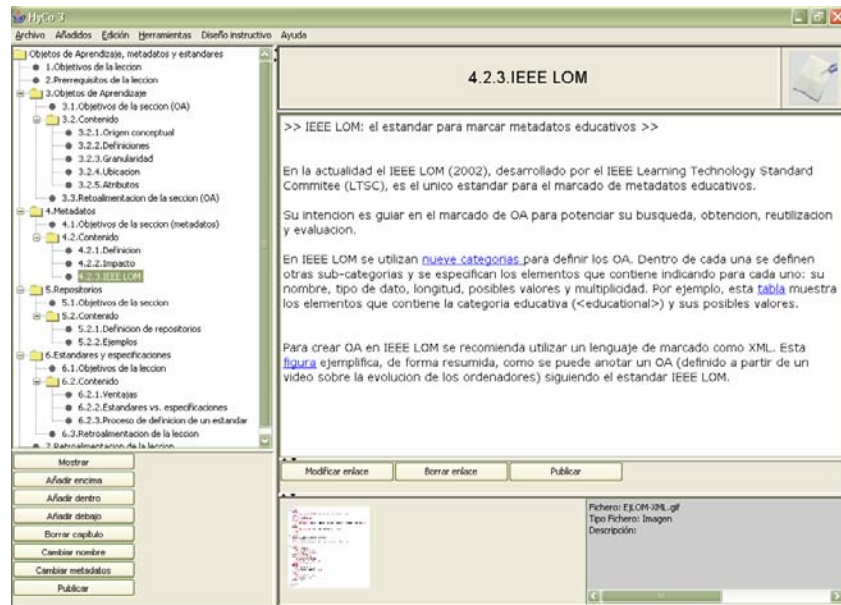 HyCo 3
Archivo Añadidos Edición Herramientas Diseño instructivo Ayuda
Objetos de Aprendizaje, metadatos y estandares
1.Objetivos de la leccion
2.Prerrequisitos de la leccion
3.Objetos de Aprendizaje
3.1.Objetivos de la seccion (OA)
3.2.Contenido
3.2.1.Origen conceptual
3.2.2.Definiciones
3.2.3.Granularidad
3.2.4.Ubicacion
3.2.5.Atributos
3.3.Retoalimentacion de la seccion (OA)
4.Metadatos
4.1.Objetivos de la seccion (metadatos)
4.2.Contenido
4.2.1.Definicion
4.2.2.Impacto
4.2.3.IEEE LOM
5.Repositorios
5.1.Objetivos de la seccion
5.2.Contenido
5.2.1.Definicion de repositorios
5.2.2.Ejemplos
6.Estandares y especificaciones
6.1.Objetivos de la leccion
6.2.Contenido
6.2.1.Ventajas
6.2.2.Estandares vs. especificaciones
6.2.3.Proceso de definicion de un estandar
6.3.Retroalimentacion de la leccion
7.Retroalimentacion de la leccion
Mostrar
Añadir encima
Añadir dentro
Añadir debajo
Borrar capitulo
Cambiar nombre
Cambiar metadatos
Publicar
4.2.3.IEEE LOM
>> IEEE LOM: el estandar para marcar metadatos educativos >>
En la actualidad el IEEE LOM (2002), desarrollado por el IEEE Learning Technology Standard
Commitee (LTSC), es el unico estandar para el marcado de metadatos educativos.
Su intencion es guiar en el marcado de OA para potenciar su busqueda, obtencion, reutilizacion
y evaluacion.
En IEEE LOM se utilizan nueve categorias para definir los OA. Dentro de cada una se definen
otras sub-categorias y se especifican los elementos que contiene indicando para cada uno: su
nombre, tipo de dato, longitud, posibles valores y multiplicidad. Por ejemplo, esta tabla muestra
los elementos que contiene la categoria educativa (<educational>) y sus posibles valores.
Para crear OA en IEEE LOM se recomienda utilizar un lenguaje de marcado como XML. Esta
figura ejemplifica, de forma resumida, como se puede anotar un OA (definido a partir de un
video sobre la evolucion de los ordenadores) siguiendo el estandar IEEE LOM.
Modificar enlace Borrar enlace Publicar
Fichero: EjLOM-XML.gif
Tipo Fichero: Imagen
Descripción: